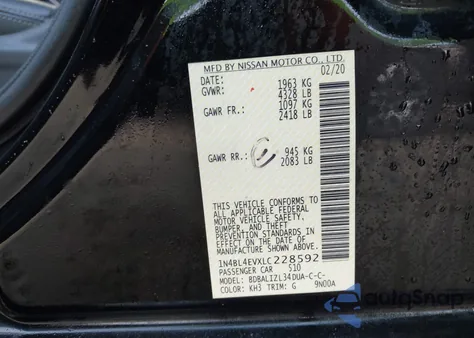 MFD BY NISSAN MOTOR CO., LTD.
02/20
DATE:
GVWR: 1963 KG
4328 LB
GAWR FR.: 1097 KG
2418 LB
GAWR RR.: 945 KG
2083 LB
THIS VEHICLE CONFORMS TO
ALL APPLICABLE FEDERAL
MOTOR VEHICLE SAFETY,
BUMPER, AND THEFT
PREVENTION STANDARDS IN
EFFECT ON THE DATE OF
MANUFACTURE SHOWN ABOVE.
1N4BL4EVXLC228592
PASSENGER CAR 510
MODEL: BDBALIZL34DUA-C-C-
COLOR: KH3 TRIM: G 9N00A
autosnap